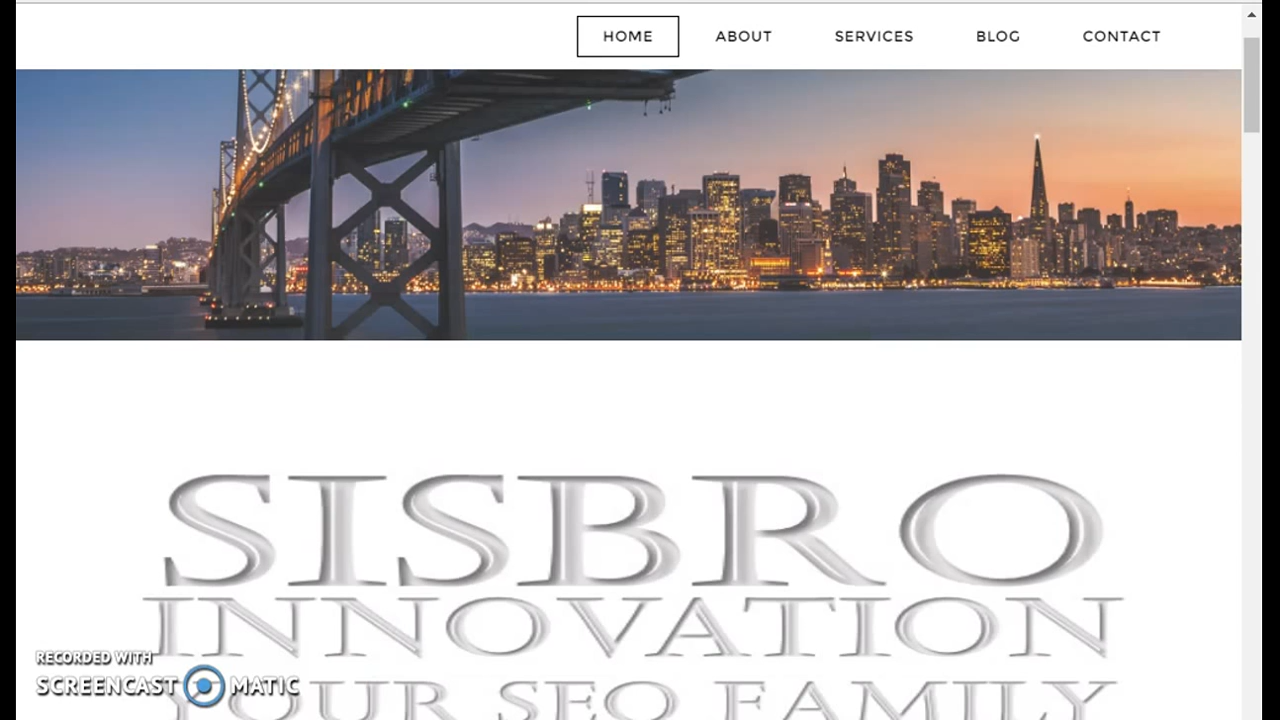 HOME ABOUT SERVICES BLOG CONTACT
SISBRO
INNOVATION
YOUR SEO FAMILY
RECORDED WITH
SCREENCAST MATIC